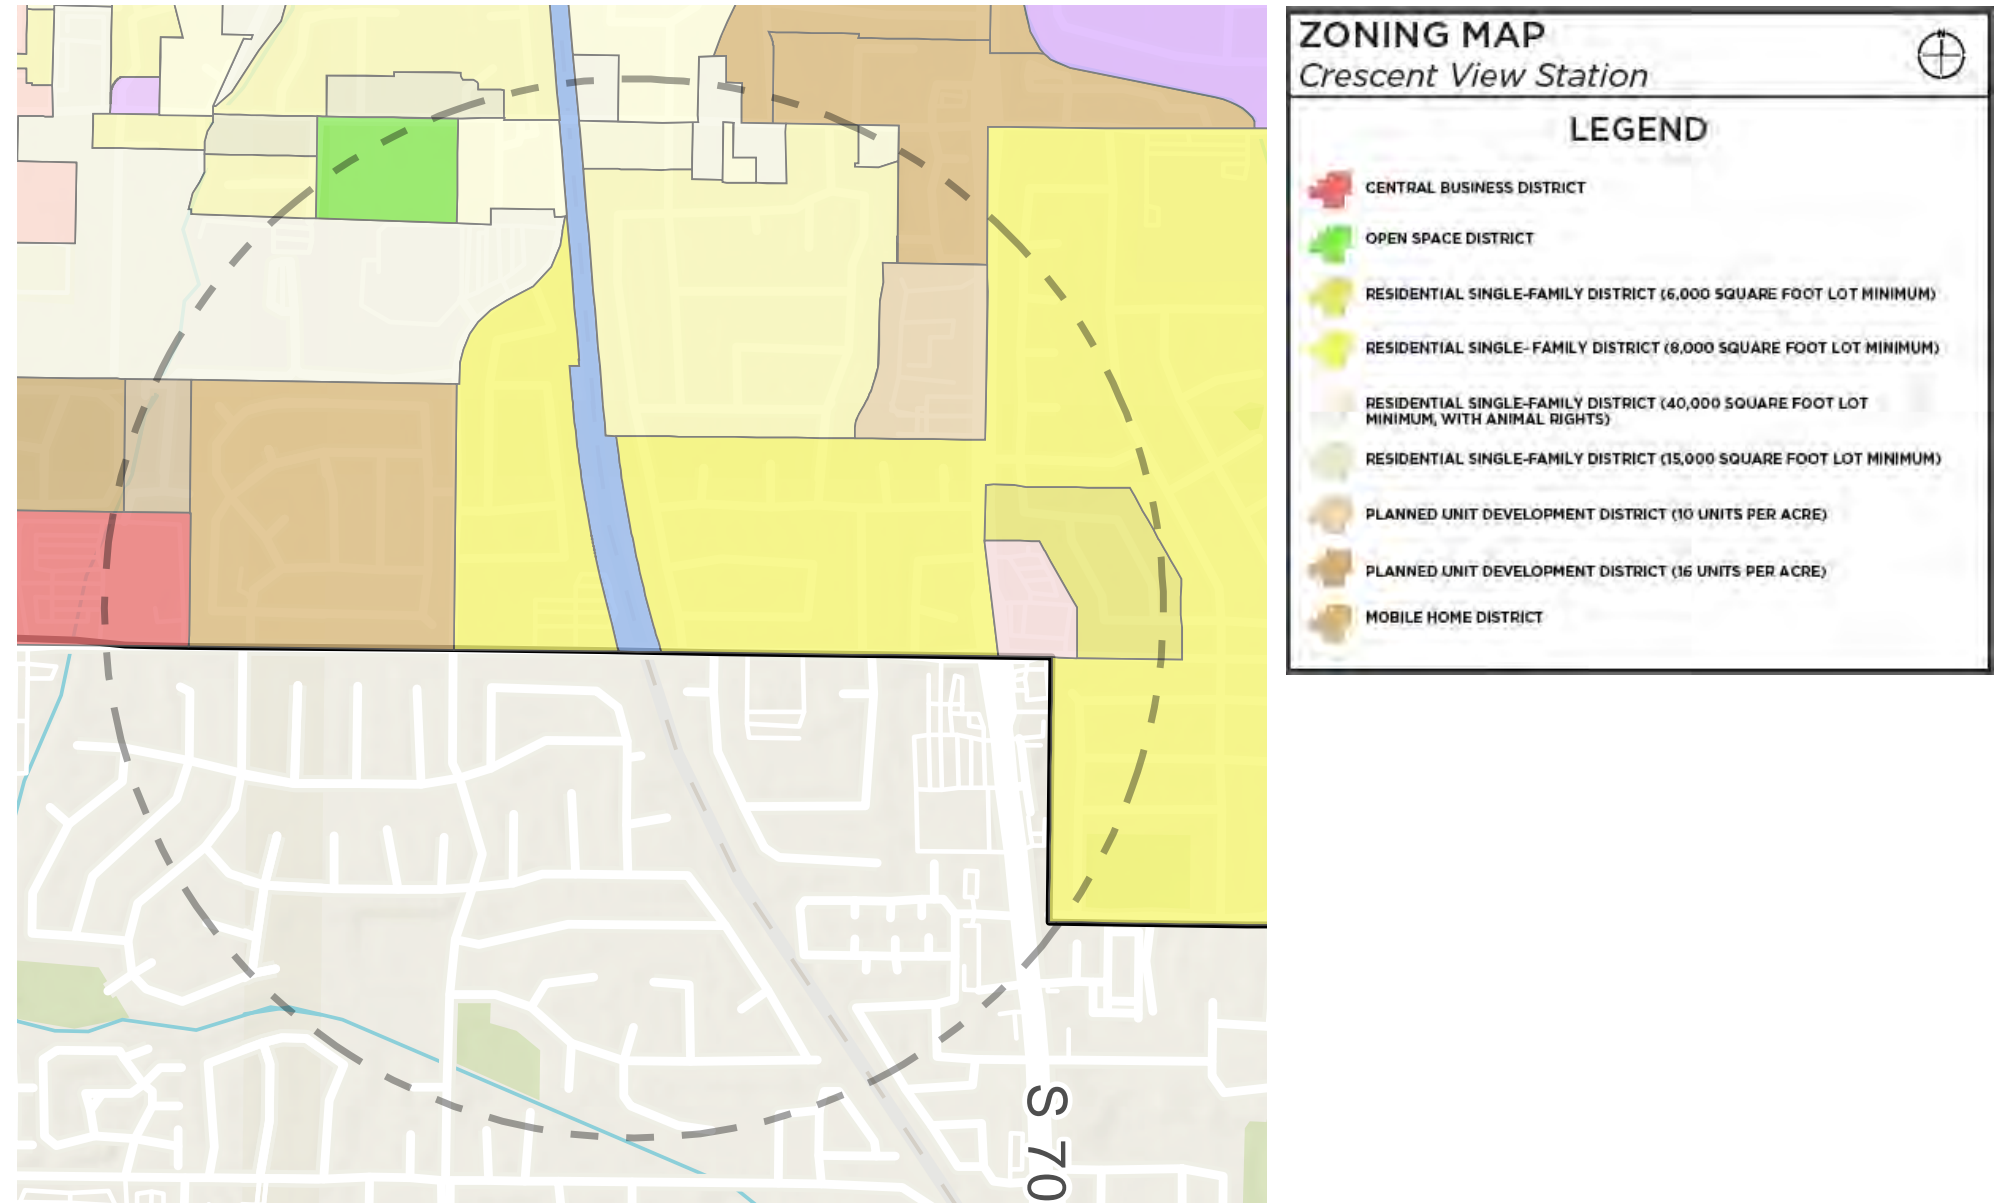 ZONING MAP
Crescent View Station
N
LEGEND
CENTRAL BUSINESS DISTRICT
OPEN SPACE DISTRICT
RESIDENTIAL SINGLE-FAMILY DISTRICT (6,000 SQUARE FOOT LOT MINIMUM)
RESIDENTIAL SINGLE- FAMILY DISTRICT (8,000 SQUARE FOOT LOT MINIMUM)
RESIDENTIAL SINGLE-FAMILY DISTRICT (40,000 SQUARE FOOT LOT
MINIMUM, WITH ANIMAL RIGHTS)
RESIDENTIAL SINGLE-FAMILY DISTRICT (15,000 SQUARE FOOT LOT MINIMUM)
PLANNED UNIT DEVELOPMENT DISTRICT (10 UNITS PER ACRE)
PLANNED UNIT DEVELOPMENT DISTRICT (16 UNITS PER ACRE)
MOBILE HOME DISTRICT
S 70